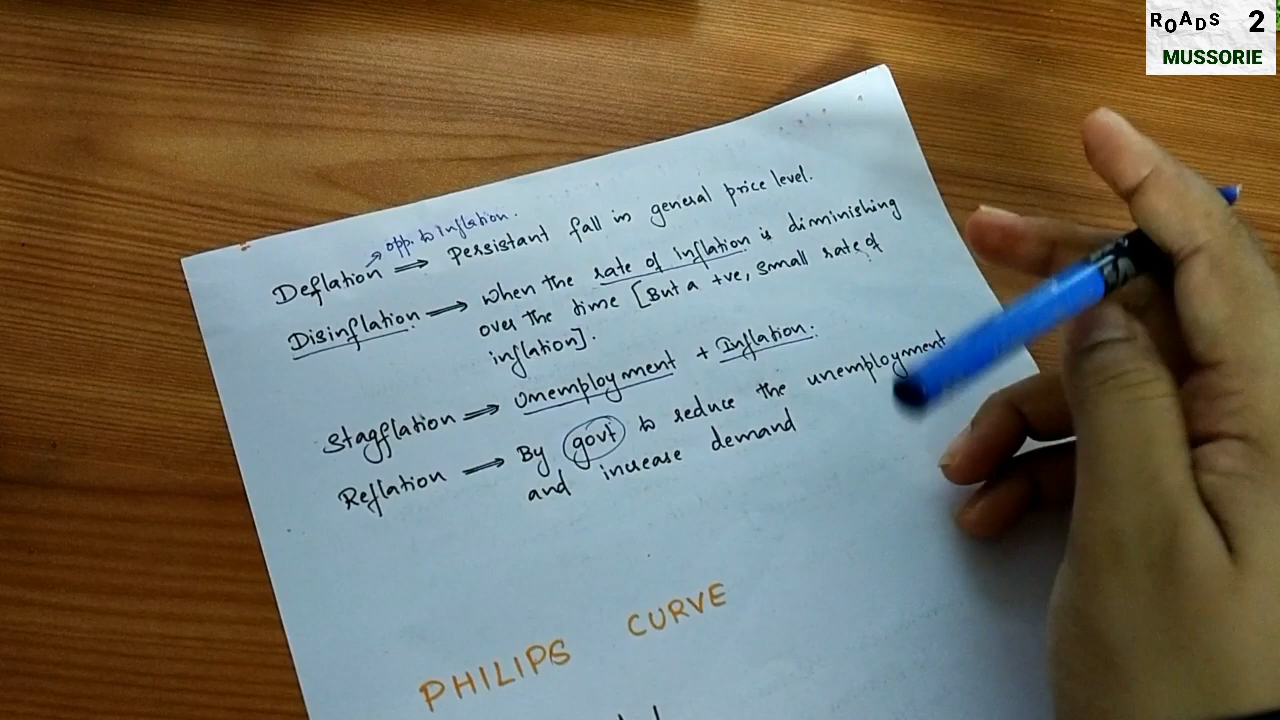 ROADS 2
MUSSORIE
opp. to inflation.
Deflation ⟹ Persistant fall in general price level.
Disinflation ⟶ when the rate of inflation is diminishing
over the time [But a +ve, small rate of
inflation].
Stagflation ⟹ Unemployment + Inflation.
Reflation ⟹ By govt to reduce the unemployment
and increase demand
PHILIPS CURVE